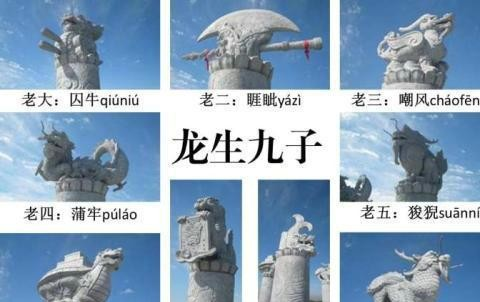 老大：囚牛qiúniú
老二：睚眦yázì
老三：嘲风cháofēn
龙生九子
老四：蒲牢púláo
老五：狻猊suānní